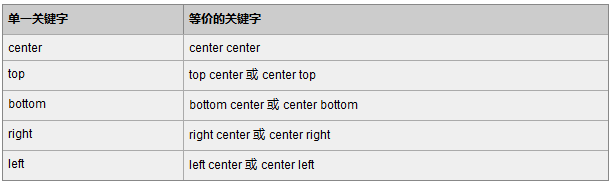 单一关键字 等价的关键字
center center center
top top center 或 center top
bottom bottom center 或 center bottom
right right center 或 center right
left left center 或 center left